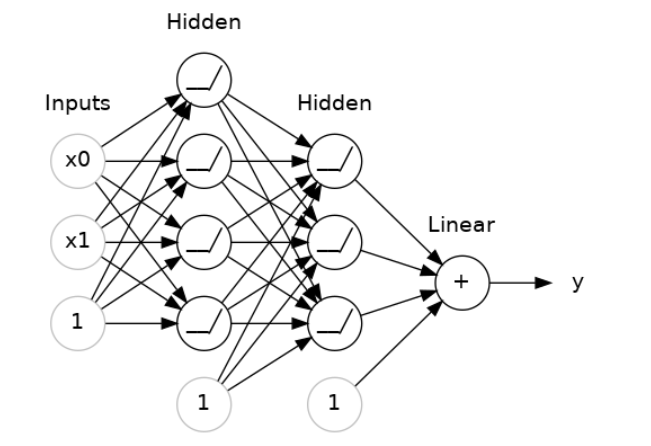 Hidden
Inputs
Hidden
x0
x1
Linear
+
y
1
1
1